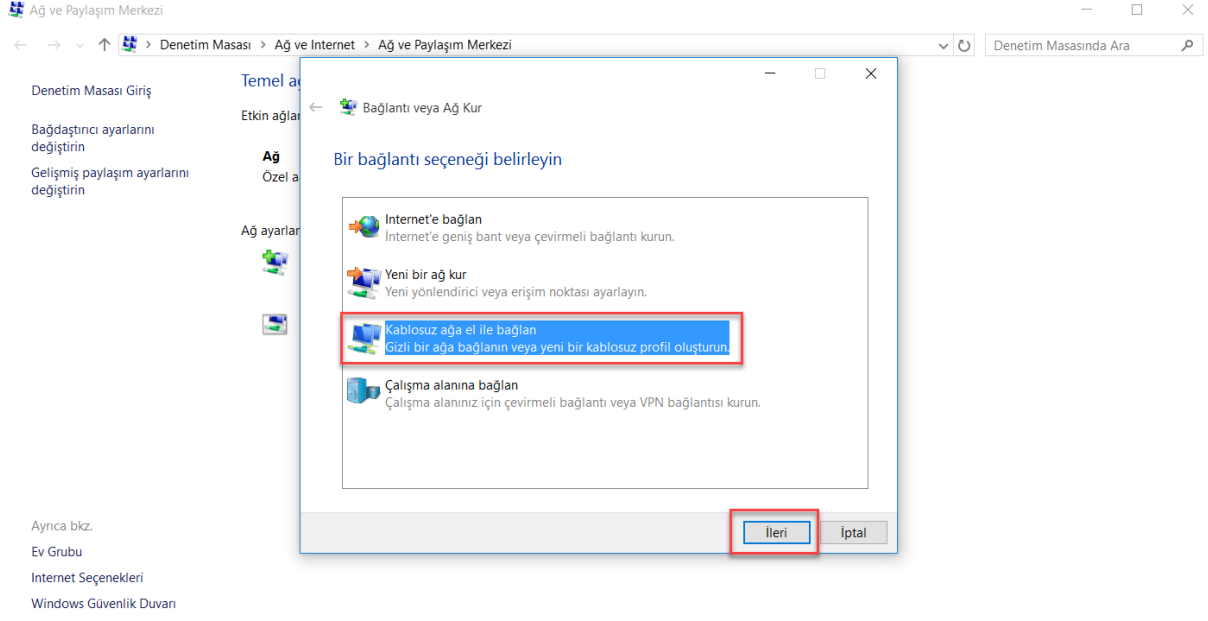 Ağ ve Paylaşım Merkezi
Denetim Masası > Ağ ve Internet > Ağ ve Paylaşım Merkezi
Denetim Masasında Ara
Denetim Masası Giriş
Bağdaştırıcı ayarlarını
değiştirin
Gelişmiş paylaşım ayarlarını
değiştirin
Temel
Etkin ağlar
Ağ
Özel a
Ağ ayarlar
Bağlantı veya Ağ Kur
Bir bağlantı seçeneği belirleyin
Internet'e bağlan
İnternet'e geniş bant veya çevirmeli bağlantı kurun.
Yeni bir ağ kur
Yeni yönlendirici veya erişim noktası ayarlayın.
Kablosuz ağa el ile bağlan
Gizli bir ağa bağlanın veya yeni bir kablosuz profil oluşturun.
Çalışma alanına bağlan
Çalışma alanınız için çevirmeli bağlantı veya VPN bağlantısı kurun.
İleri
İptal
Ayrıca bkz.
Ev Grubu
Internet Seçenekleri
Windows Güvenlik Duvarı